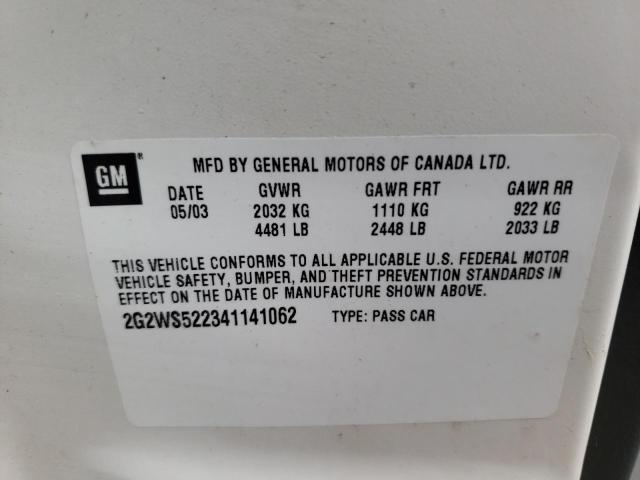 GM ® MFD BY GENERAL MOTORS OF CANADA LTD.
DATE GVWR GAWR FRT GAWR RR
05/03 2032 KG 1110 KG 922 KG
4481 LB 2448 LB 2033 LB
THIS VEHICLE CONFORMS TO ALL APPLICABLE U.S. FEDERAL MOTOR
VEHICLE SAFETY, BUMPER, AND THEFT PREVENTION STANDARDS IN
EFFECT ON THE DATE OF MANUFACTURE SHOWN ABOVE.
2G2WS522341141062 TYPE: PASS CAR